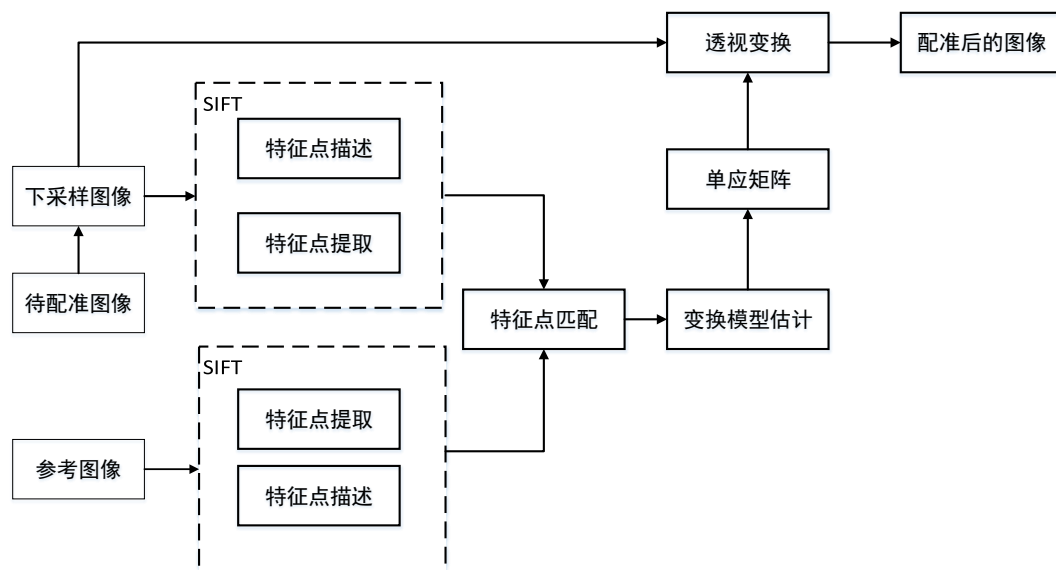 透视变换
配准后的图像
SIFT
特征点描述
单应矩阵
下采样图像
特征点提取
待配准图像
特征点匹配
变换模型估计
SIFT
特征点提取
参考图像
特征点描述